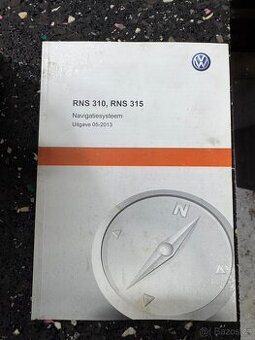 RNS 310, RNS 315
Navigatiesysteem
Uitgave 05-2013
N